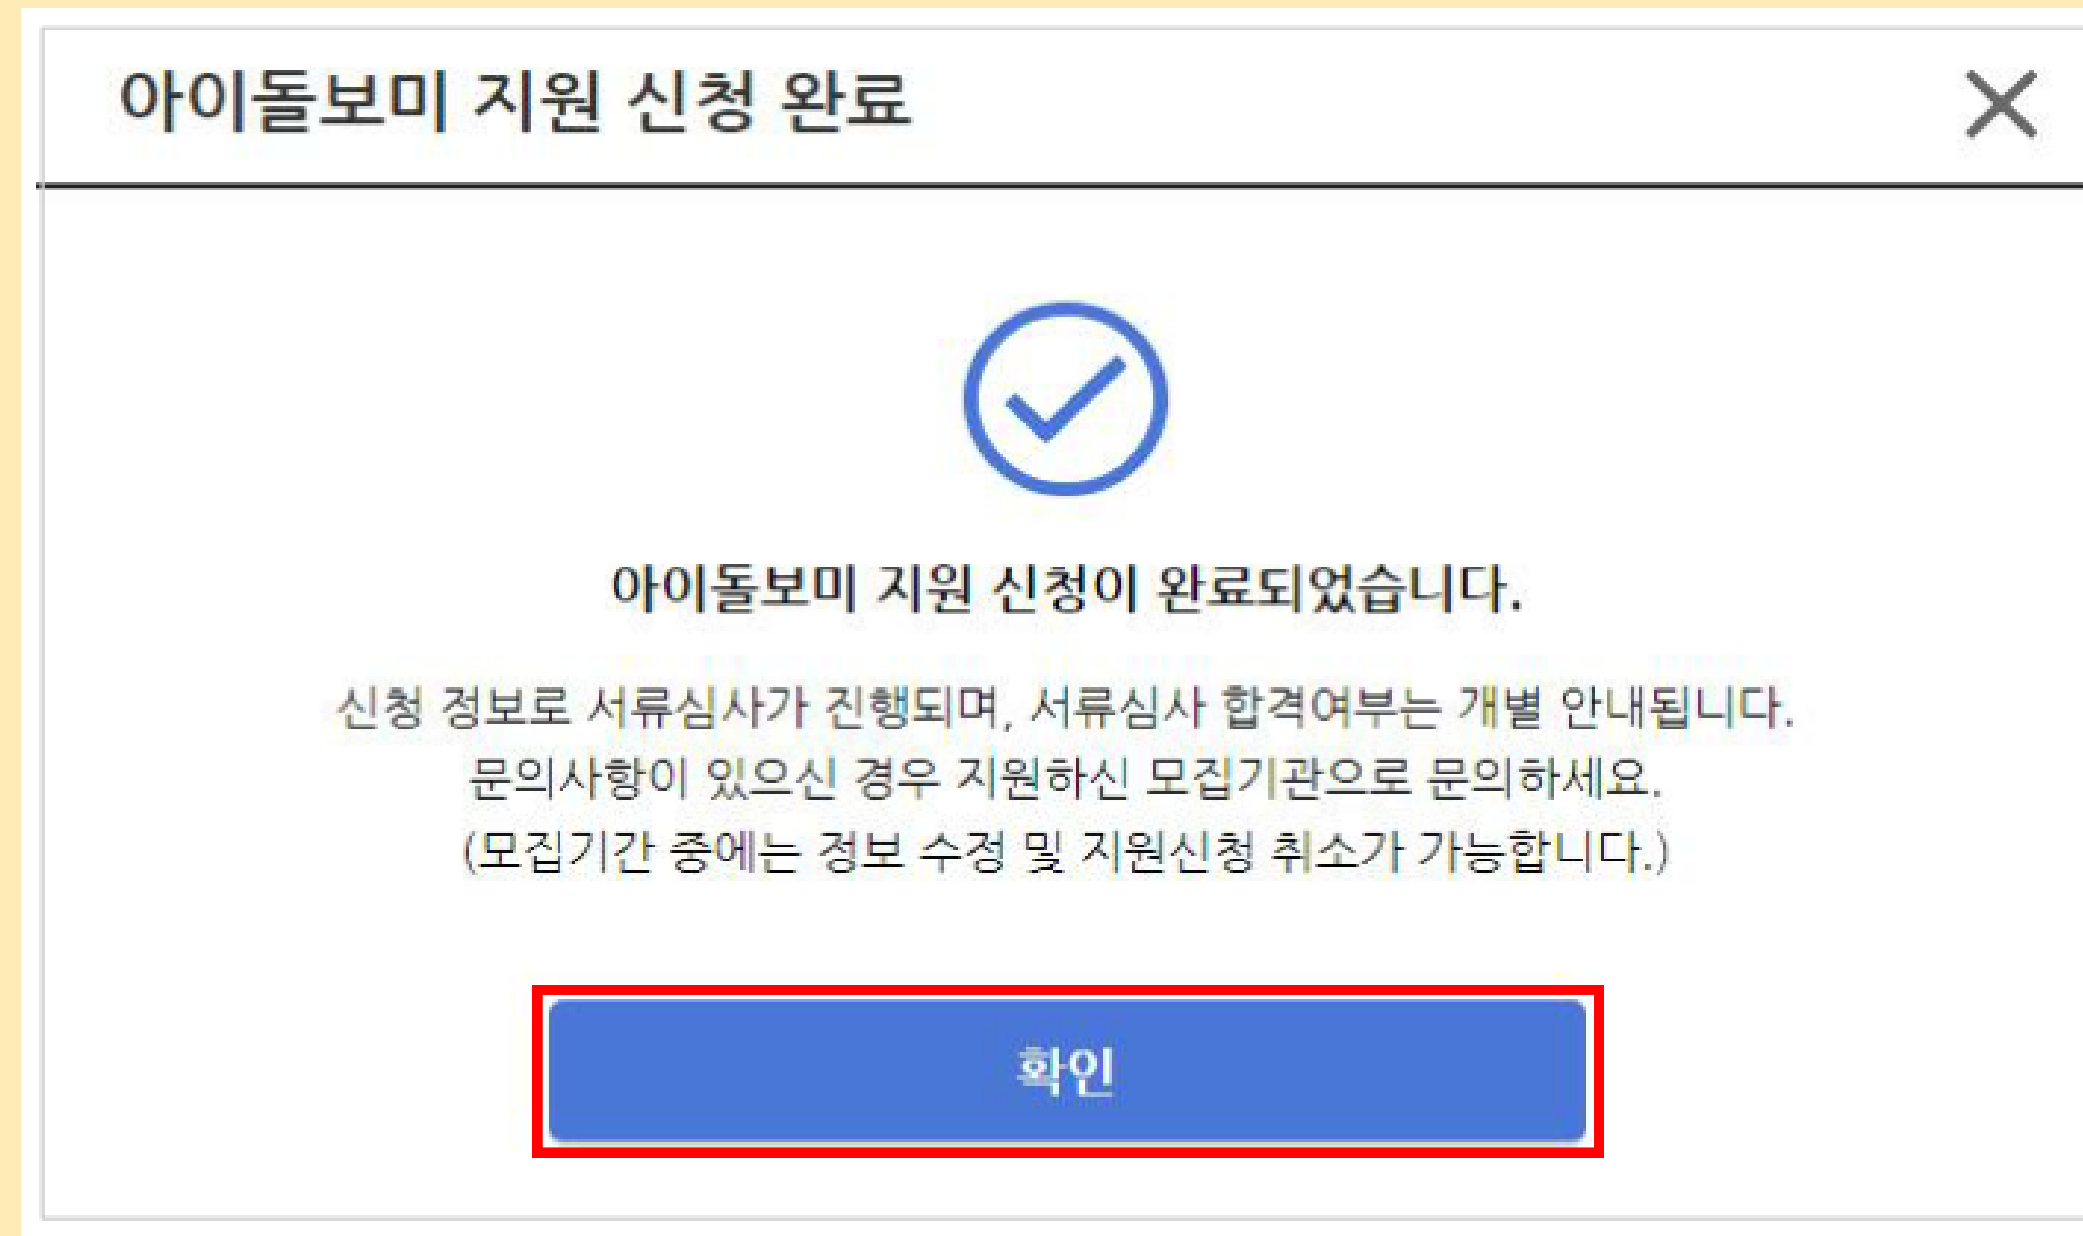 아이돌보미 지원 신청 완료
아이돌보미 지원 신청이 완료되었습니다.
신청 정보로 서류심사가 진행되며, 서류심사 합격여부는 개별 안내됩니다.
문의사항이 있으신 경우 지원하신 모집기관으로 문의하세요.
(모집기간 중에는 정보 수정 및 지원신청 취소가 가능합니다.)
확인